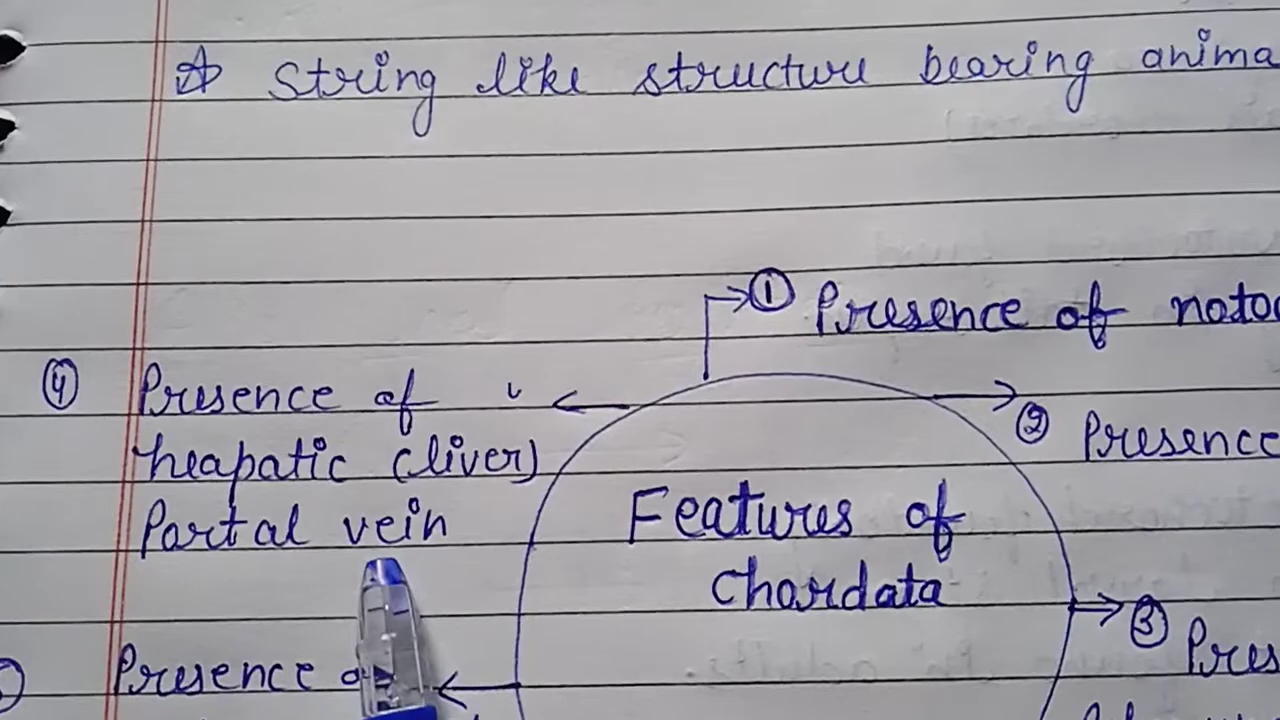 String like structure bearing anima
① Presence of notoc
④ Presence of
heapatic (liver)
Partal vein
② Presence
Features of
Chordata
③ Pres
Presence